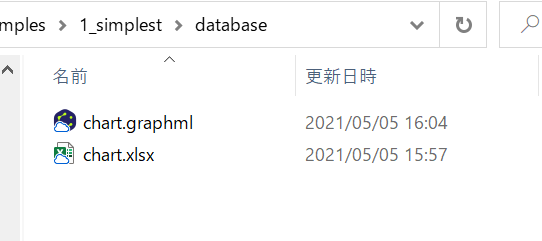 mples > 1_simplest > database
名前 更新日時
chart.graphml 2021/05/05 16:04
chart.xlsx 2021/05/05 15:57